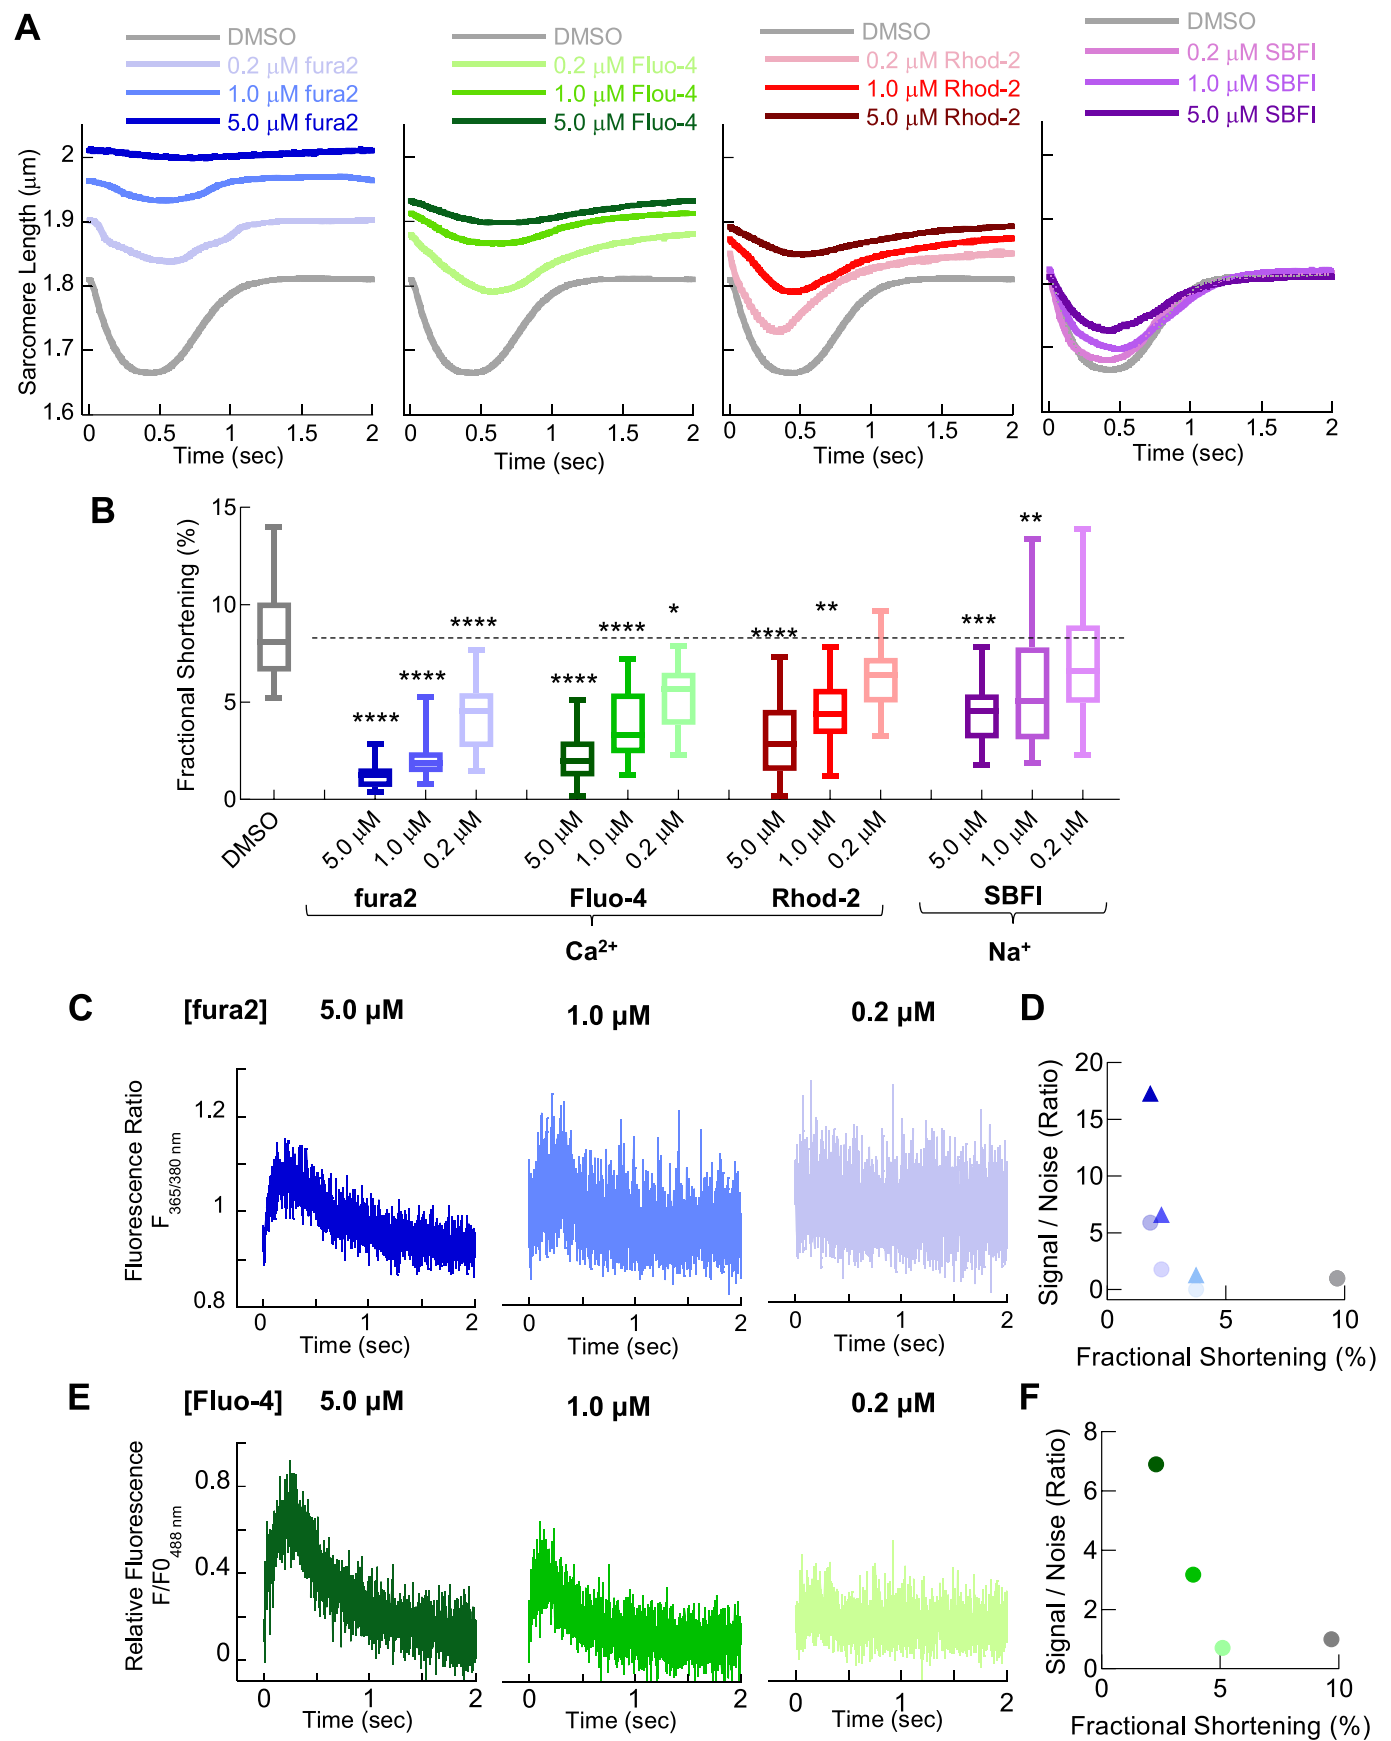 A
DMSO
0.2 μM fura2
1.0 μM fura2
5.0 μM fura2
DMSO
0.2 μM Fluo-4
1.0 μM Flou-4
5.0 μM Fluo-4
DMSO
0.2 μM Rhod-2
1.0 μM Rhod-2
5.0 μM Rhod-2
DMSO
0.2 μM SBFI
1.0 μM SBFI
5.0 μM SBFI
Sarcomere Length (μm)
2
1.9
1.8
1.7
1.6
0 0.5 1 1.5 2
Time (sec)
0 0.5 1 1.5 2
Time (sec)
0 0.5 1 1.5 2
Time (sec)
0 0.5 1 1.5 2
Time (sec)
B
Fractional Shortening (%)
15
10
5
0
**** **** **** **** **** * **** ** *** **
DMSO
5.0 μM 1.0 μM 0.2 μM
5.0 μM 1.0 μM 0.2 μM
5.0 μM 1.0 μM 0.2 μM
5.0 μM 1.0 μM 0.2 μM
fura2 Fluo-4 Rhod-2 SBFI
Ca²⁺ Na⁺
C
[fura2] 5.0 μM 1.0 μM 0.2 μM
Fluorescence Ratio
F 365/380 nm
1.2
1
0.8
0 1 2
Time (sec)
0 1 2
Time (sec)
0 1 2
Time (sec)
D
Signal / Noise (Ratio)
20
15
10
5
0
0 5 10
Fractional Shortening (%)
E
[Fluo-4] 5.0 μM 1.0 μM 0.2 μM
Relative Fluorescence
F/F0 488 nm
0.8
0.4
0
0 1 2
Time (sec)
0 1 2
Time (sec)
0 1 2
Time (sec)
F
Signal / Noise (Ratio)
8
6
4
2
0
0 5 10
Fractional Shortening (%)